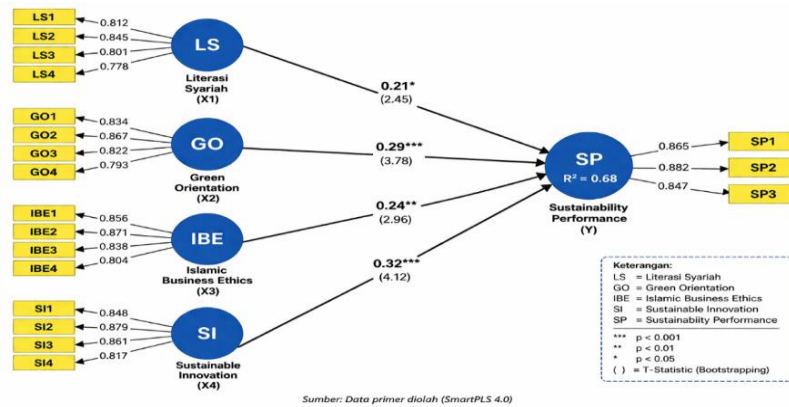 LS1
LS2
LS3
LS4
0.812
0.845
0.801
0.778
LS
Literasi
Syariah
(X1)
0.21*
(2.45)
GO1
GO2
GO3
GO4
0.834
0.867
0.822
0.793
GO
Green
Orientation
(X2)
0.29***
(3.78)
IBE1
IBE2
IBE3
IBE4
0.856
0.871
0.838
0.804
IBE
Islamic
Business Ethics
(X3)
0.24**
(2.96)
SI1
SI2
SI3
SI4
0.848
0.879
0.861
0.817
SI
Sustainable
Innovation
(X4)
0.32***
(4.12)
SP
R² = 0.68
Sustainability
Performance
(Y)
0.865
0.882
0.847
SP1
SP2
SP3
Keterangan:
LS = Literasi Syariah
GO = Green Orientation
IBE = Islamic Business Ethics
SI = Sustainable Innovation
SP = Sustainabiity Performance
*** p < 0.001
** p < 0.01
* p < 0.05
( ) = T-Statistic (Bootstrapping)
Sumber: Data primer diolah (SmartPLS 4.0)